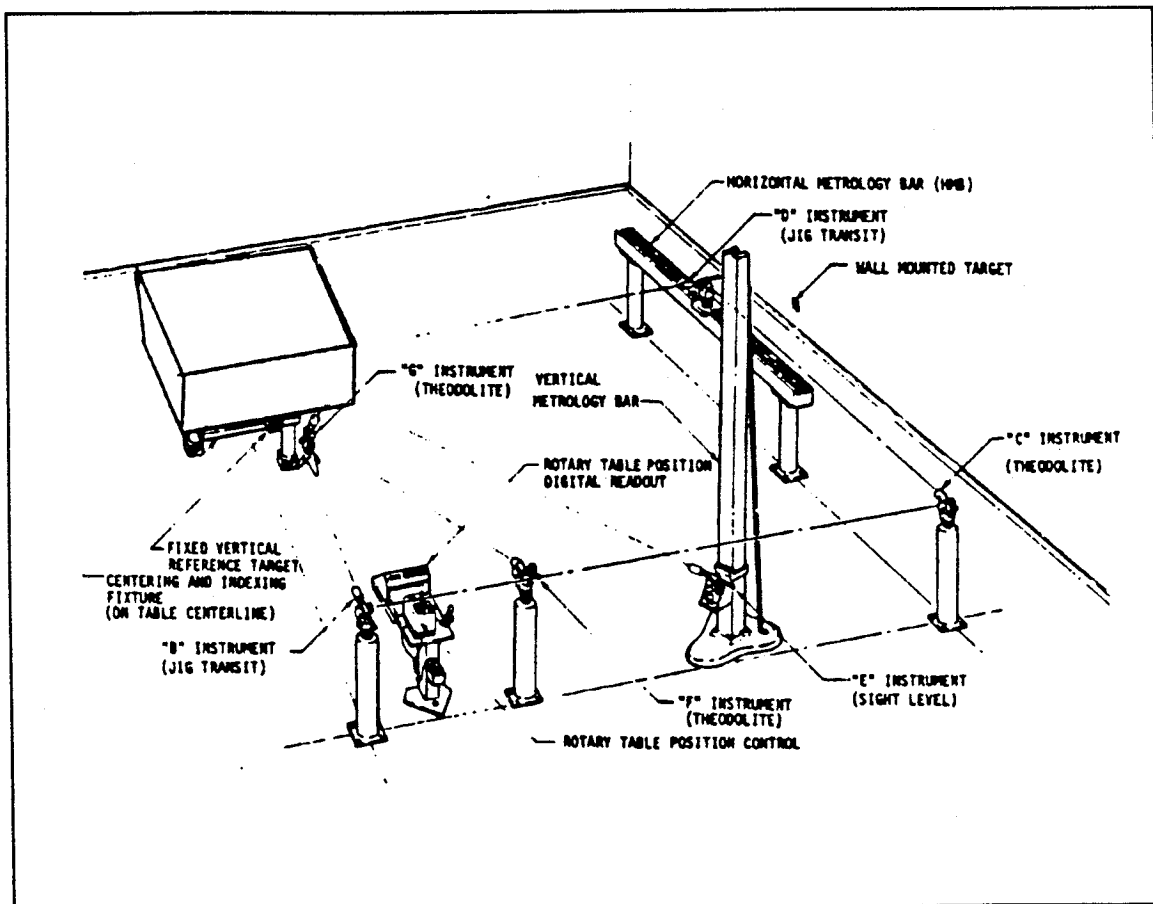 HORIZONTAL METROLOGY BAR (HMB)
"D" INSTRUMENT
(JIG TRANSIT)
WALL MOUNTED TARGET
"G" INSTRUMENT
(THEODOLITE)
VERTICAL
METROLOGY BAR
"C" INSTRUMENT
(THEODOLITE)
ROTARY TABLE POSITION
DIGITAL READOUT
FIXED VERTICAL
REFERENCE TARGET
CENTERING AND INDEXING
FIXTURE
(ON TABLE CENTERLINE)
"B" INSTRUMENT
(JIG TRANSIT)
"E" INSTRUMENT
(SIGHT LEVEL)
"F" INSTRUMENT
(THEODOLITE)
ROTARY TABLE POSITION CONTROL